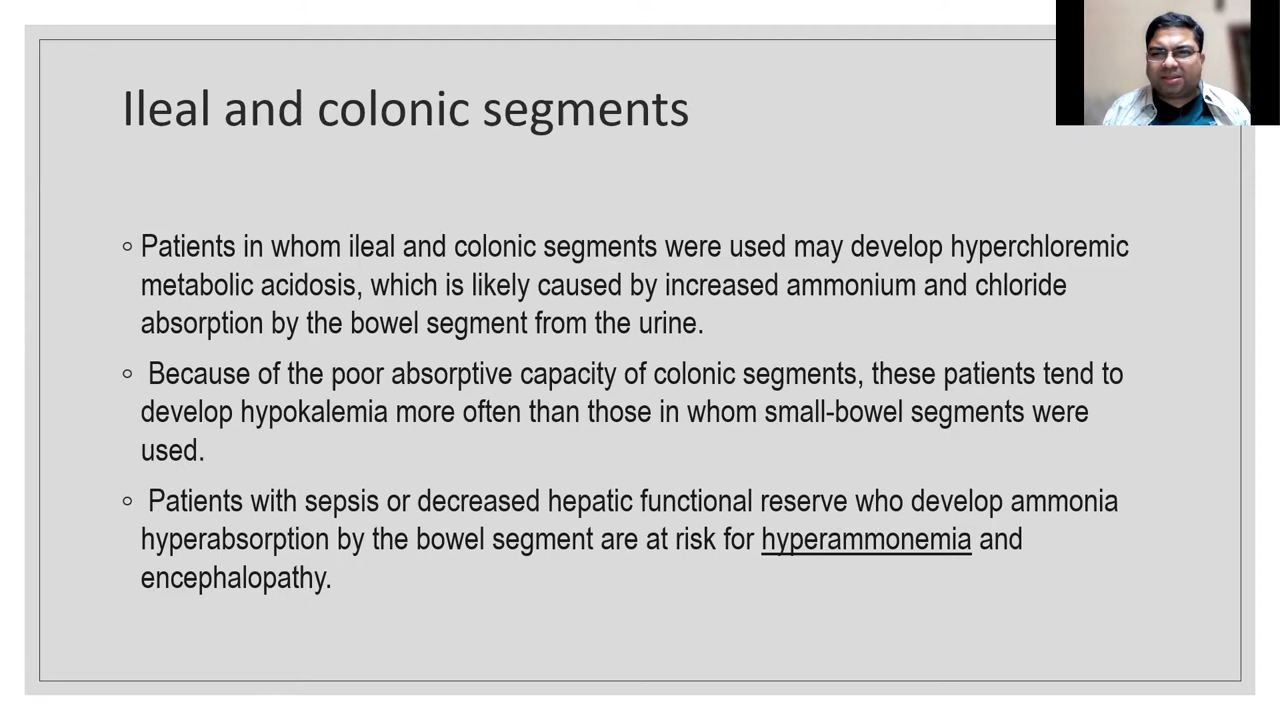 Ileal and colonic segments
◦ Patients in whom ileal and colonic segments were used may develop hyperchloremic
metabolic acidosis, which is likely caused by increased ammonium and chloride
absorption by the bowel segment from the urine.
◦ Because of the poor absorptive capacity of colonic segments, these patients tend to
develop hypokalemia more often than those in whom small-bowel segments were
used.
◦ Patients with sepsis or decreased hepatic functional reserve who develop ammonia
hyperabsorption by the bowel segment are at risk for hyperammonemia and
encephalopathy.